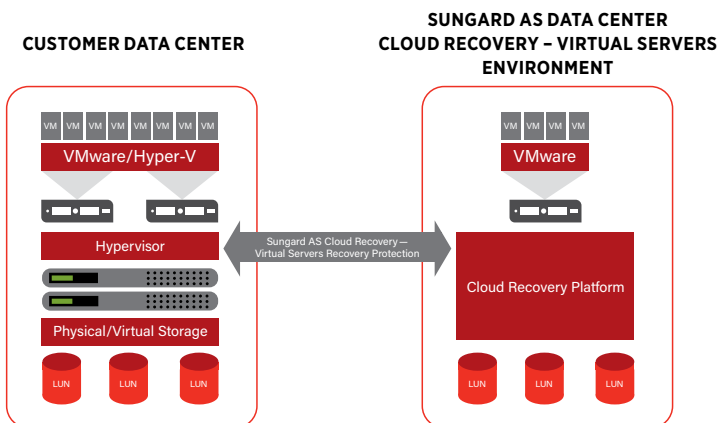 CUSTOMER DATA CENTER
SUNGARD AS DATA CENTER
CLOUD RECOVERY – VIRTUAL SERVERS
ENVIRONMENT
VM VM VM VM VM VM VM VM
VMware/Hyper-V
Hypervisor
Physical/Virtual Storage
LUN LUN LUN
Sungard AS Cloud Recovery—
Virtual Servers Recovery Protection
VM VM VM VM
VMware
Cloud Recovery Platform
LUN LUN LUN